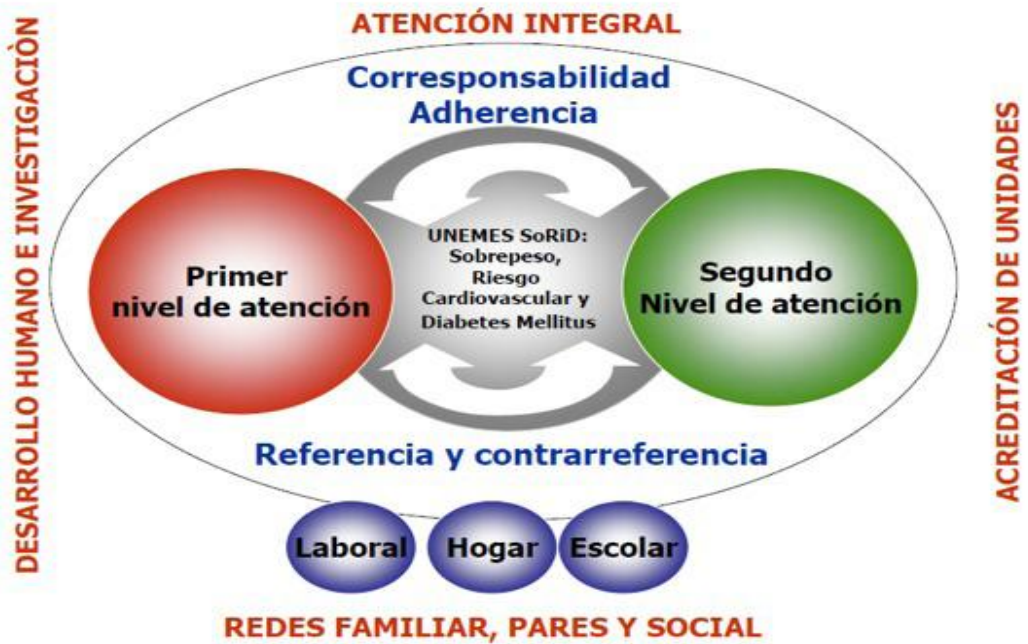 ATENCIÓN INTEGRAL
DESARROLLO HUMANO E INVESTIGACIÒN
ACREDITACIÓN DE UNIDADES
Corresponsabilidad
Adherencia
Primer
nivel de atención
UNEMES SoRiD:
Sobrepeso,
Riesgo
Cardiovascular y
Diabetes Mellitus
Segundo
Nivel de atención
Referencia y contrarreferencia
Laboral
Hogar
Escolar
REDES FAMILIAR, PARES Y SOCIAL